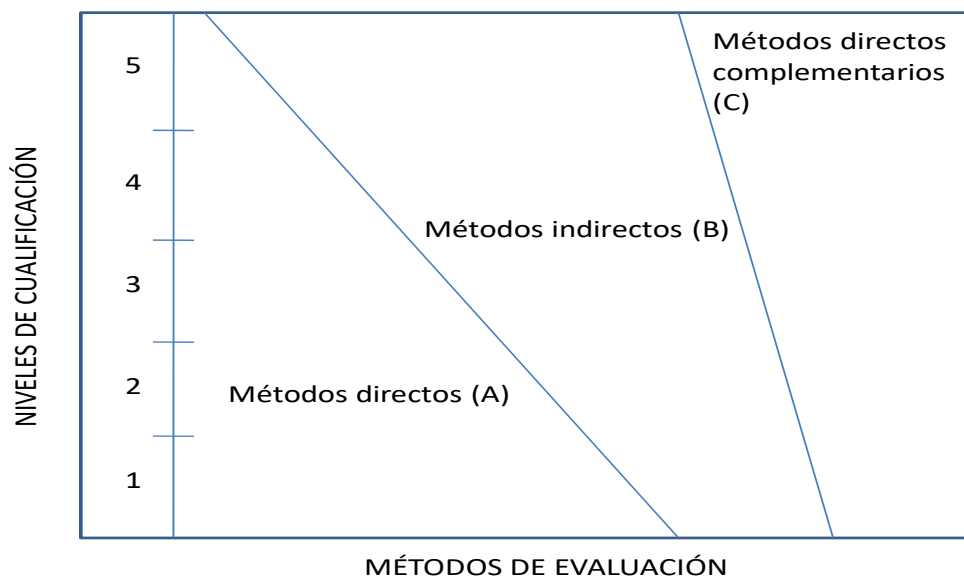 Métodos directos
complementarios
(C)
5
4
Métodos indirectos (B)
3
2
Métodos directos (A)
1
NIVELES DE CUALIFICACIÓN
MÉTODOS DE EVALUACIÓN